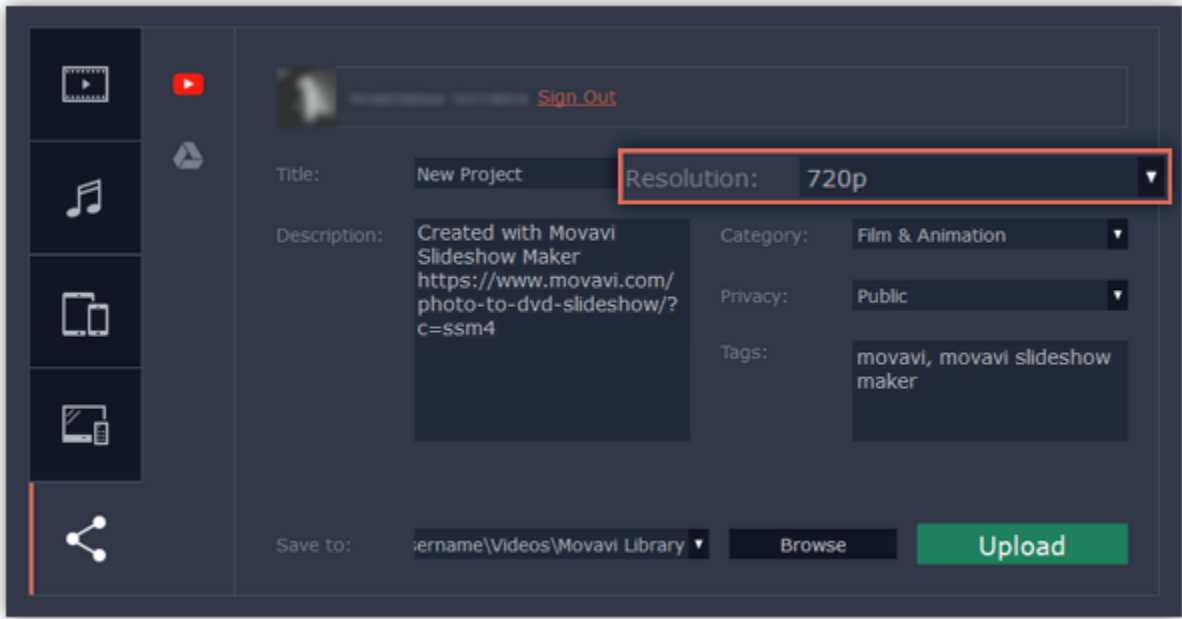 Sign Out
Title:
New Project
Resolution:
720p
Description:
Created with Movavi
Slideshow Maker
https://www.movavi.com/
photo-to-dvd-slideshow/?
c=ssm4
Category:
Film & Animation
Privacy:
Public
Tags:
movavi, movavi slideshow
maker
Save to:
sername\Videos\Movavi Library
Browse
Upload